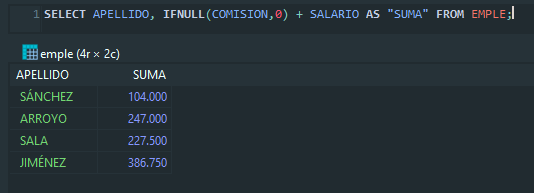 1 SELECT APELLIDO, IFNULL(COMISION,0) + SALARIO AS "SUMA" FROM EMPLE;
emple (4r × 2c)
APELLIDO SUMA
SÁNCHEZ 104.000
ARROYO 247.000
SALA 227.500
JIMÉNEZ 386.750